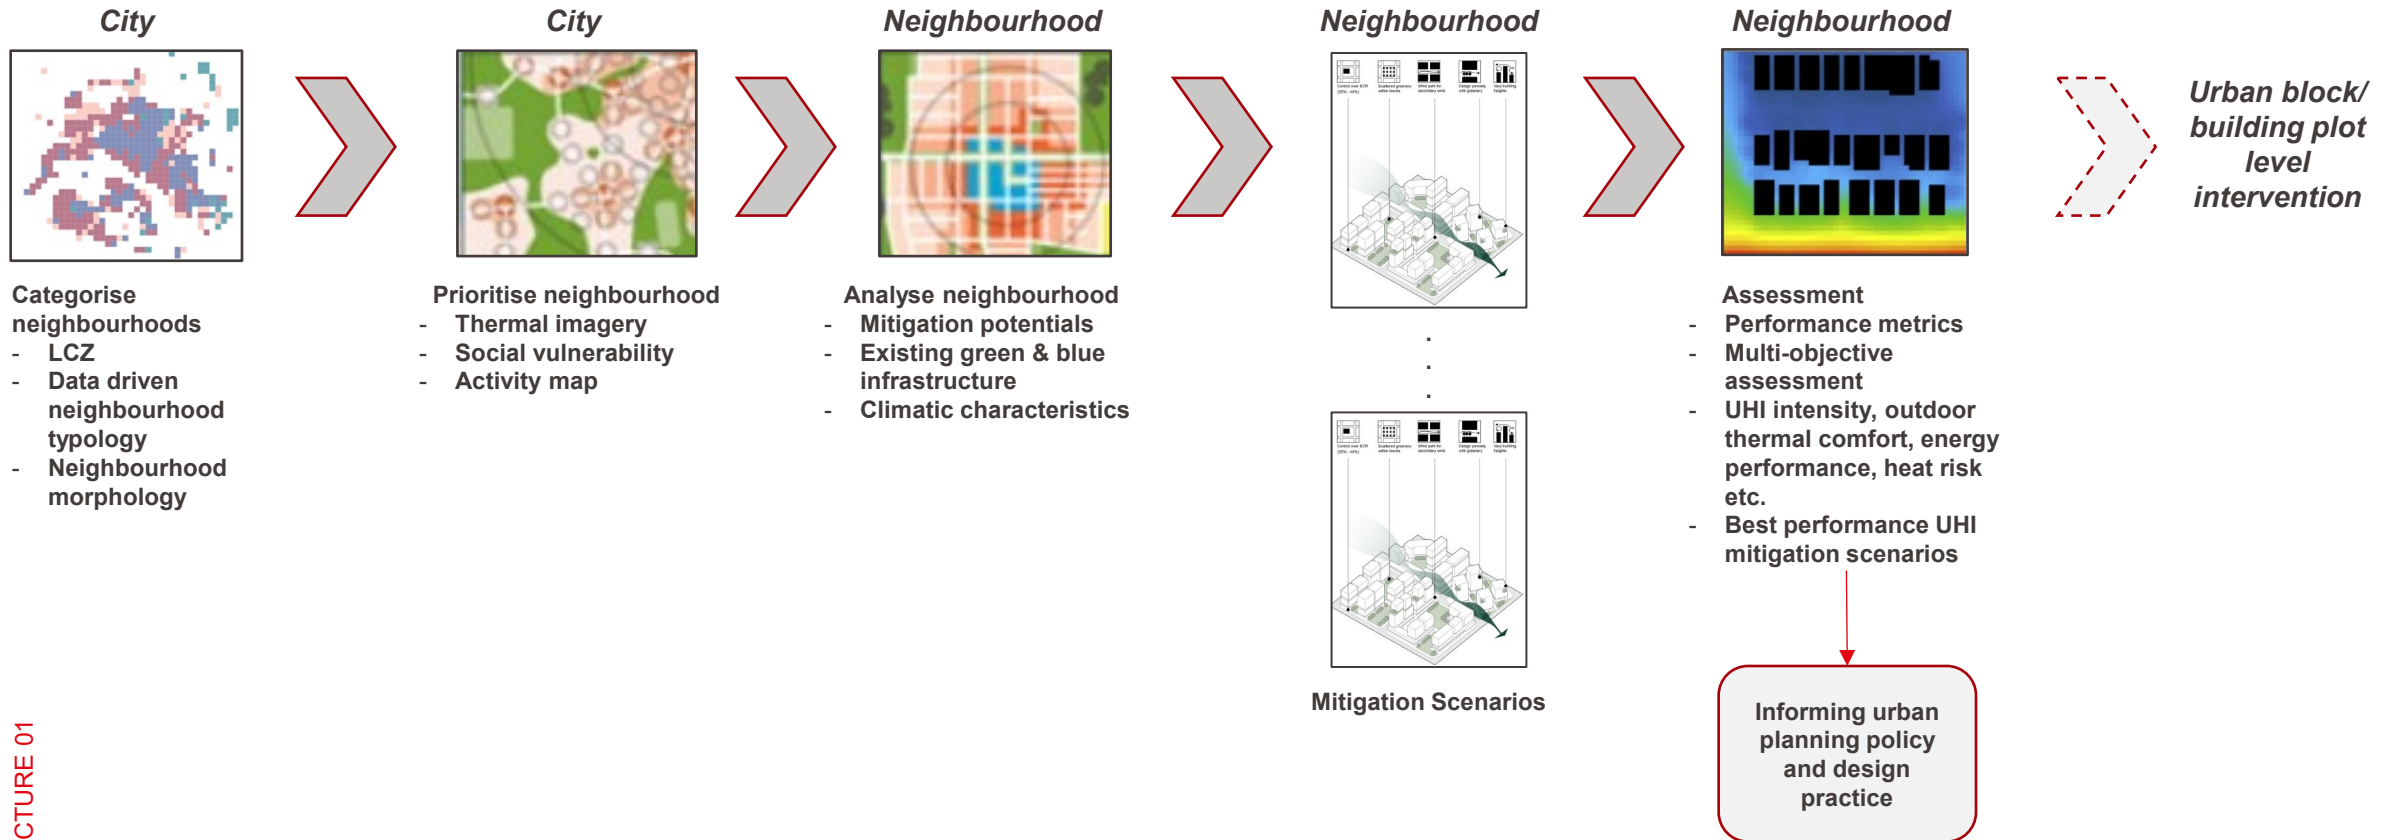 City
City
Neighbourhood
Neighbourhood
Neighbourhood
Urban block/
building plot
level
intervention
Categorise
neighbourhoods
- LCZ
- Data driven
neighbourhood
typology
- Neighbourhood
morphology
Prioritise neighbourhood
- Thermal imagery
- Social vulnerability
- Activity map
Analyse neighbourhood
- Mitigation potentials
- Existing green & blue
infrastructure
- Climatic characteristics
.
.
.
Mitigation Scenarios
Assessment
- Performance metrics
- Multi-objective
assessment
- UHI intensity, outdoor
thermal comfort, energy
performance, heat risk
etc.
- Best performance UHI
mitigation scenarios
Informing urban
planning policy
and design
practice
CTURE 01